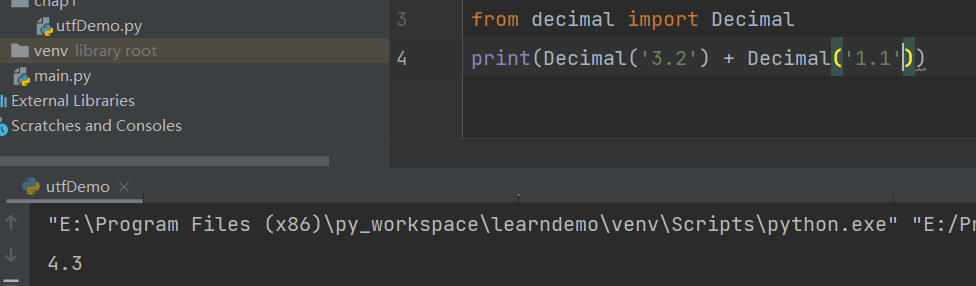 chap1
utfDemo.py
venv library root
main.py
External Libraries
Scratches and Consoles
3 from decimal import Decimal
4 print(Decimal('3.2') + Decimal('1.1'))
utfDemo ×
"E:\Program Files (x86)\py_workspace\learndemo\venv\Scripts\python.exe" "E:/Pr
4.3